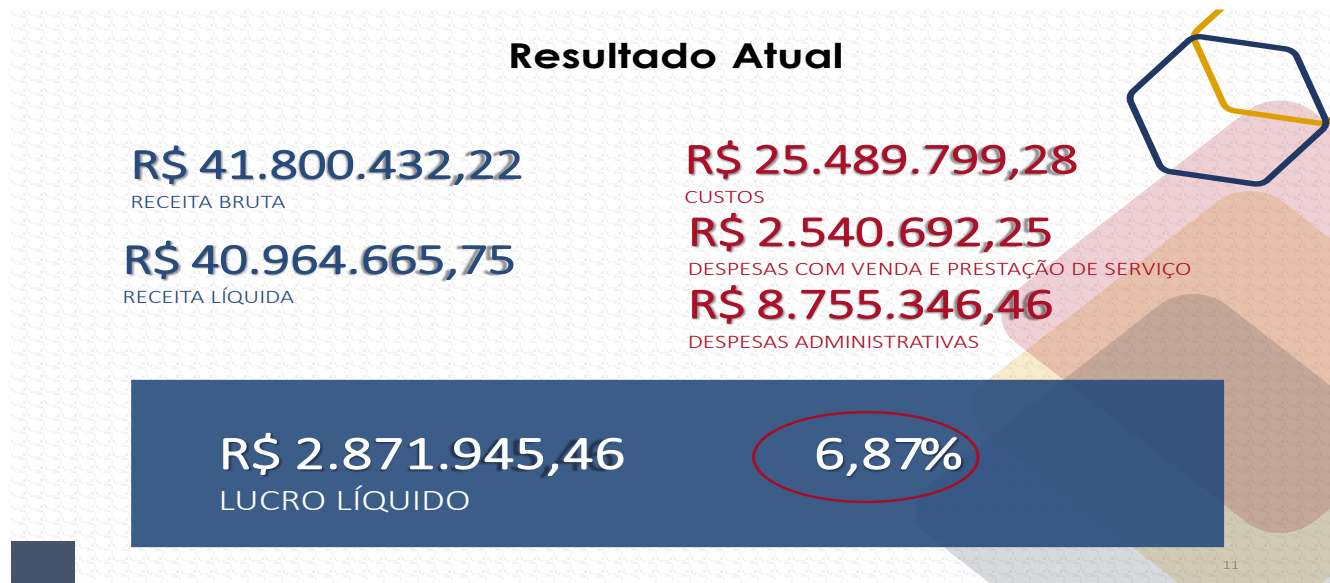 Resultado Atual
R$ 41.800.432,22
RECEITA BRUTA
R$ 40.964.665,75
RECEITA LÍQUIDA
R$ 25.489.799,28
CUSTOS
R$ 2.540.692,25
DESPESAS COM VENDA E PRESTAÇÃO DE SERVIÇO
R$ 8.755.346,46
DESPESAS ADMINISTRATIVAS
R$ 2.871.945,46
LUCRO LÍQUIDO
6,87%
11